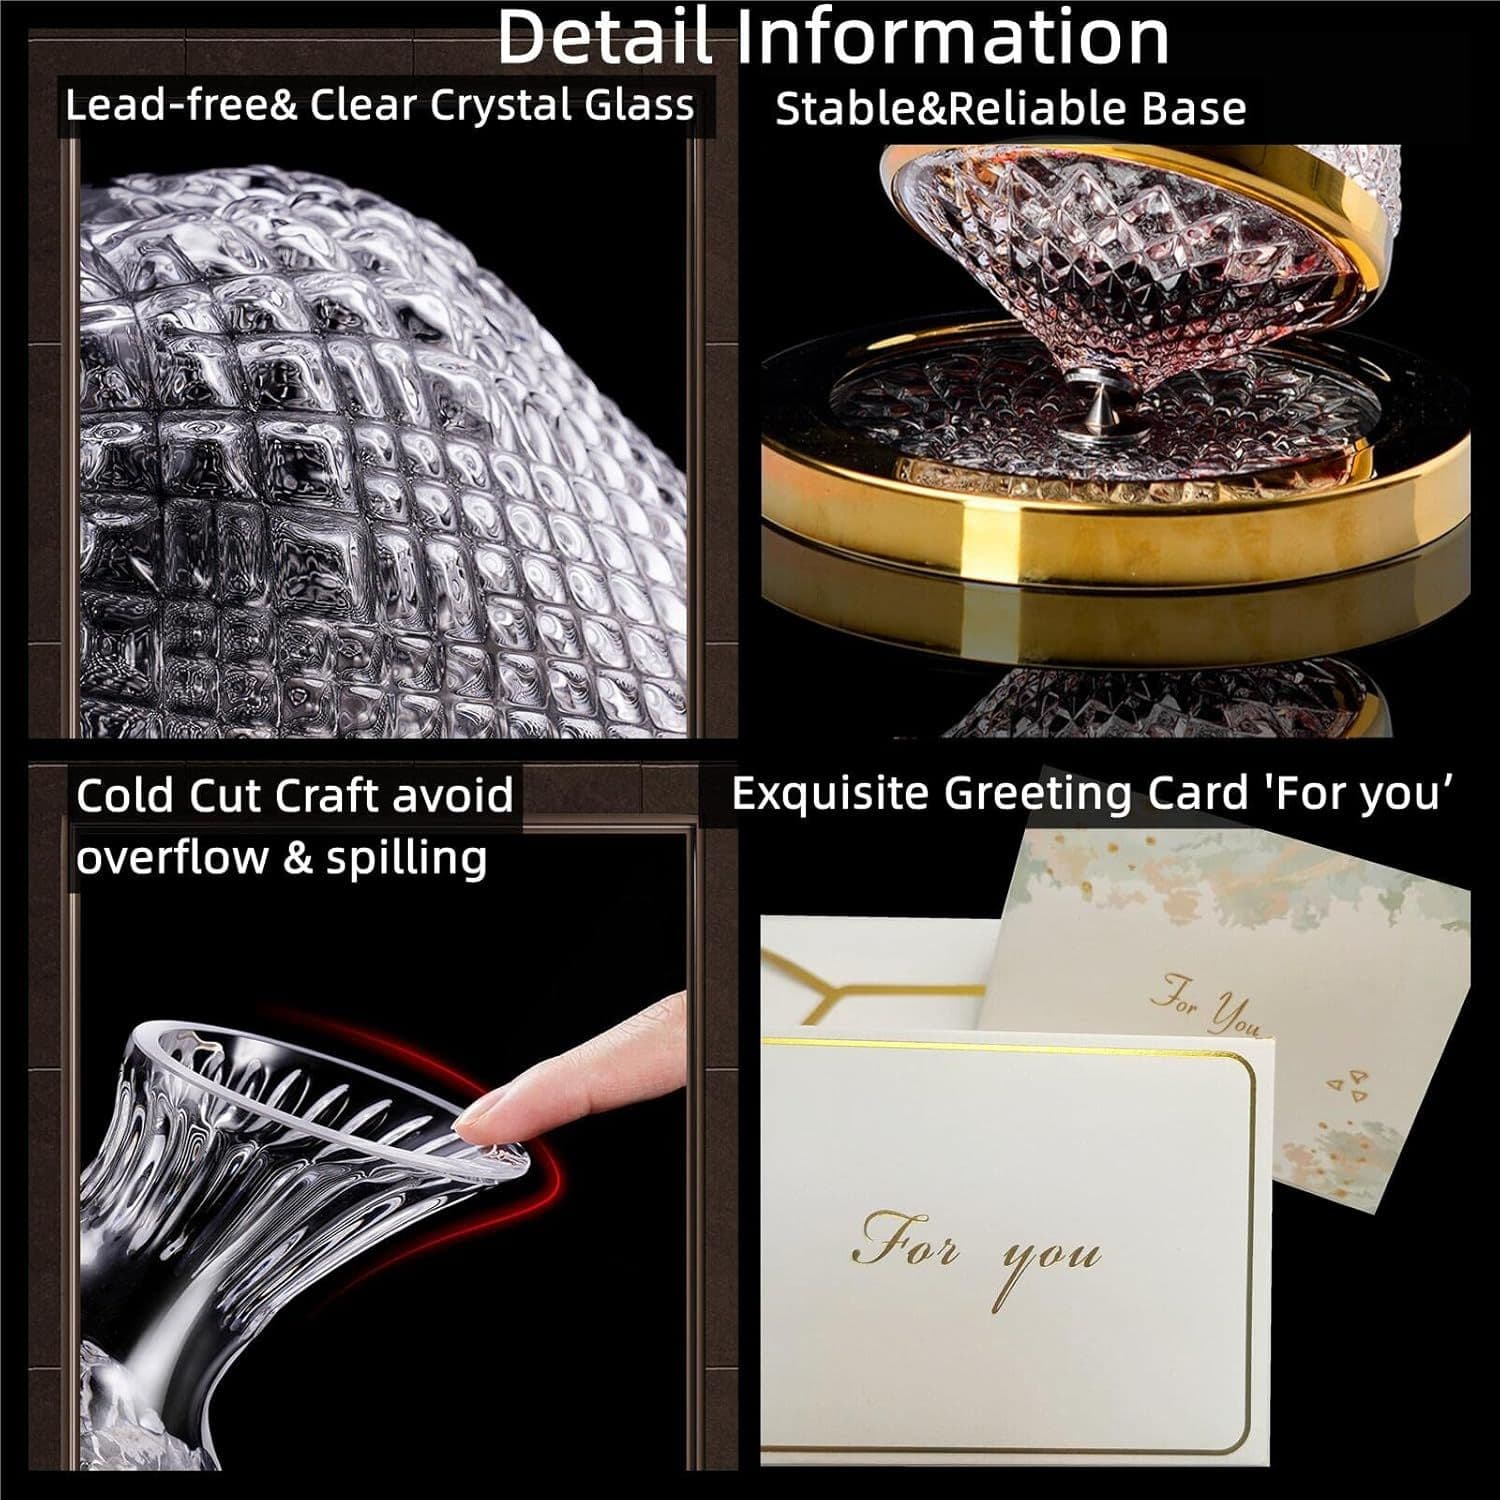 Detail Information
Lead-free& Clear Crystal Glass
Stable&Reliable Base
Cold Cut Craft avoid
overflow & spilling
Exquisite Greeting Card 'For you’
For You
For you